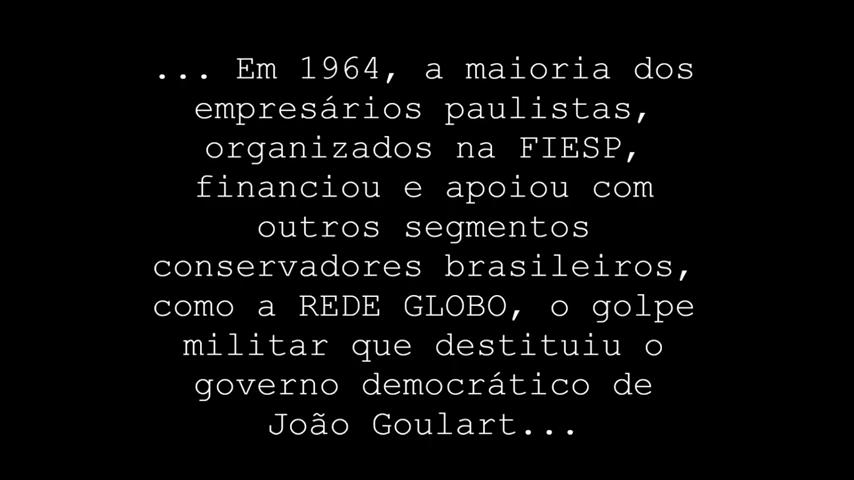 ... Em 1964, a maioria dos
empresários paulistas,
organizados na FIESP,
financiou e apoiou com
outros segmentos
conservadores brasileiros,
como a REDE GLOBO, o golpe
militar que destituiu o
governo democrático de
João Goulart...